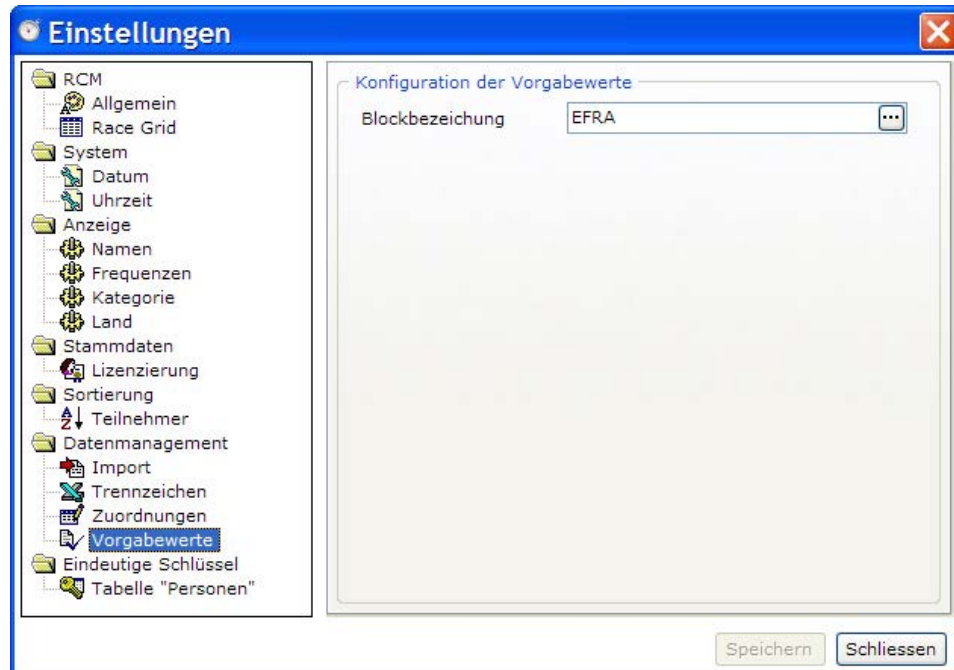 Einstellungen
RCM
Allgemein
Race Grid
System
Datum
Uhrzeit
Anzeige
Namen
Frequenzen
Kategorie
Land
Stammdaten
Lizenzierung
Sortierung
Teilnehmer
Datenmanagement
Import
Trennzeichen
Zuordnungen
Vorgabewerte
Eindeutige Schlüssel
Tabelle "Personen"
Konfiguration der Vorgabewerte
Blockbezeichung EFRA ...
Speichern Schliessen